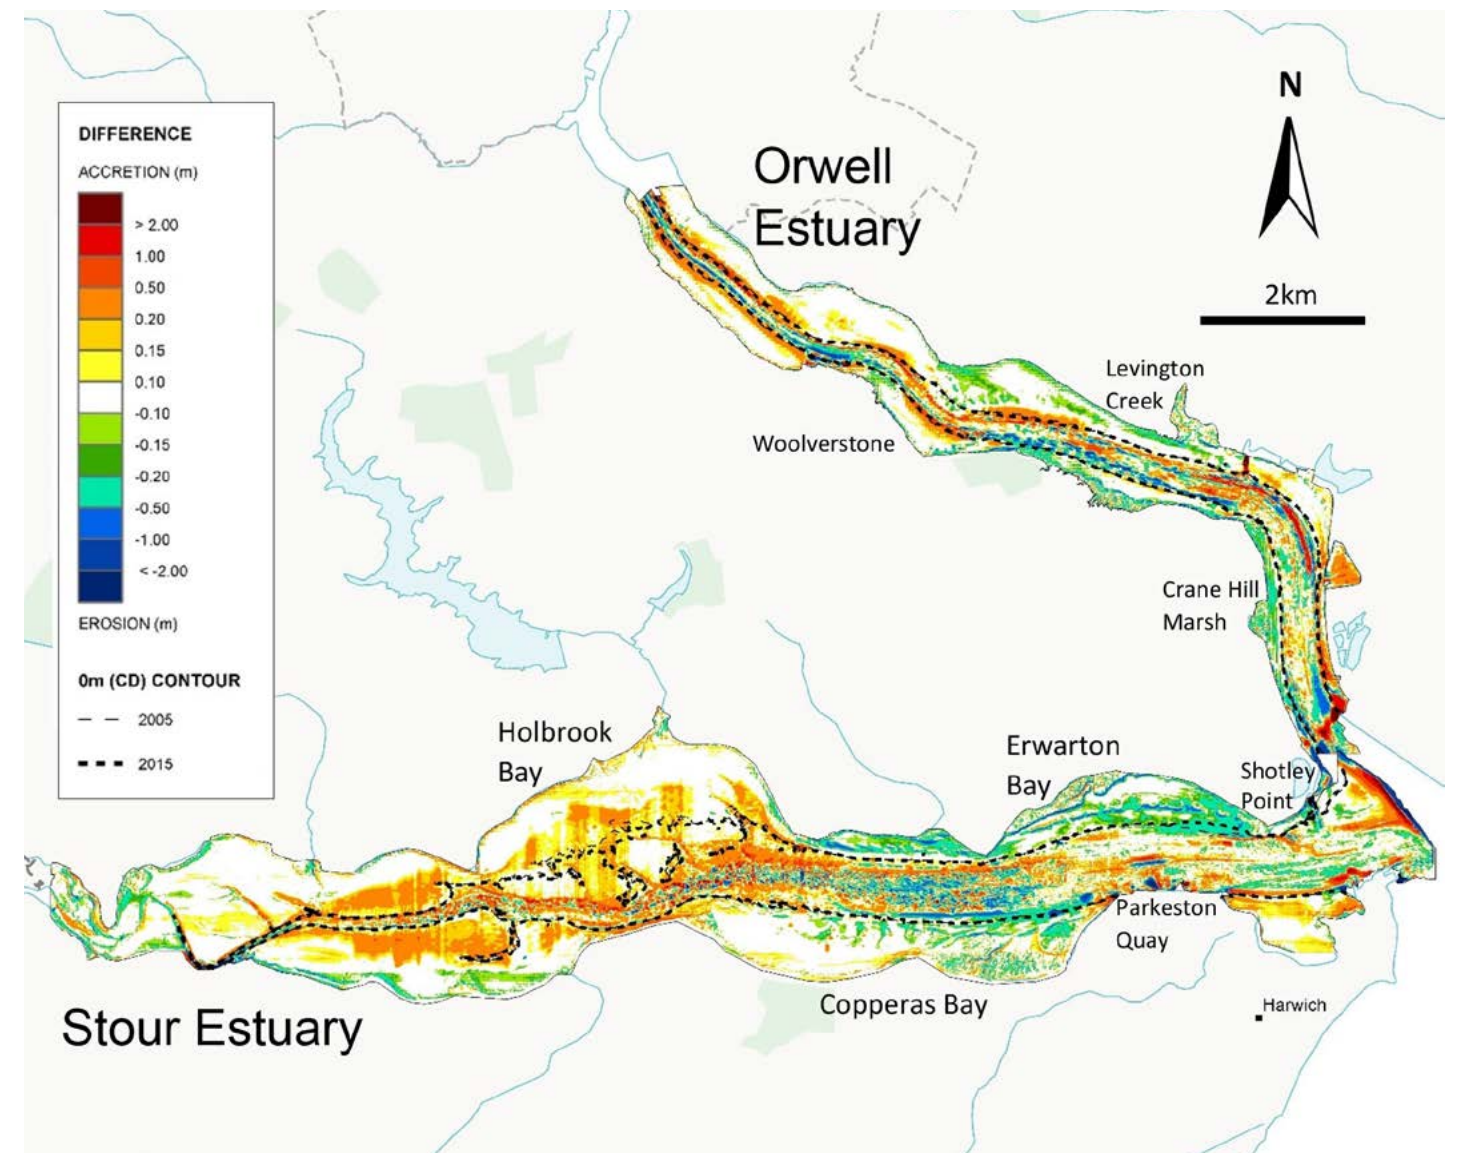 DIFFERENCE
ACCRETION (m)
> 2.00
1.00
0.50
0.20
0.15
0.10
-0.10
-0.15
-0.20
-0.50
-1.00
< -2.00
EROSION (m)
0m (CD) CONTOUR
2005
2015
N
2km
Orwell
Estuary
Levington
Creek
Woolverstone
Crane Hill
Marsh
Holbrook
Bay
Erwarton
Bay
Shotley
Point
Parkeston
Quay
Copperas Bay
Harwich
Stour Estuary